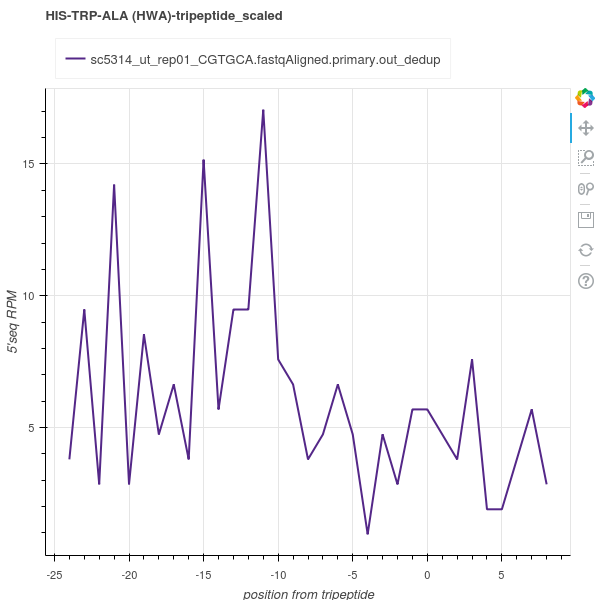 HIS-TRP-ALA (HWA)-tripeptide_scaled
sc5314_ut_rep01_CGTGCA.fastqAligned.primary.out_dedup
15
10
5
5'seq RPM
-25 -20 -15 -10 -5 0 5
position from tripeptide